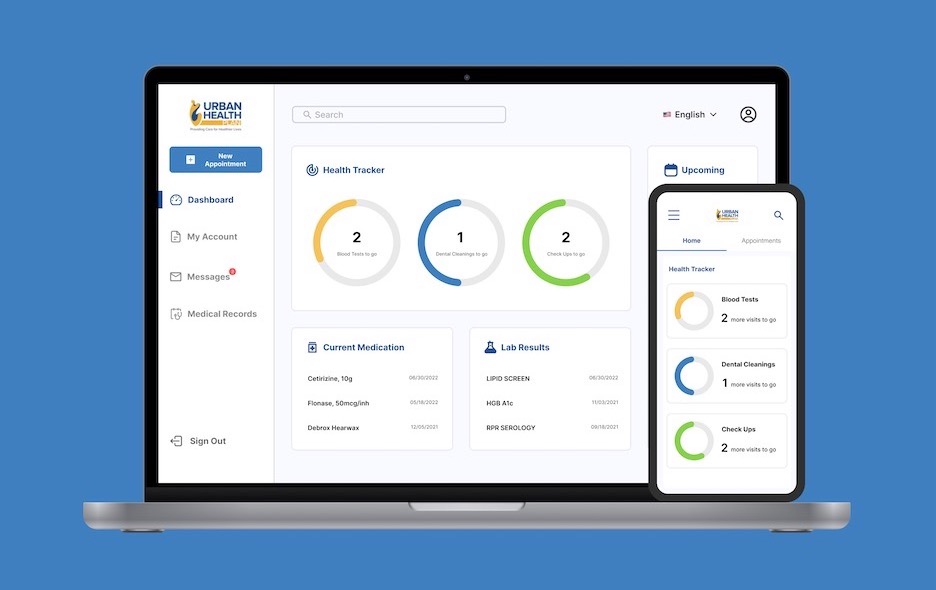 URBAN
HEALTH
PLAN
Providing Care for Healthier Lives
New
Appointment
Dashboard
My Account
Messages
Medical Records
Sign Out
Search
English
Health Tracker
2
Blood Tests to go
1
Dental Cleanings to go
2
Check Ups to go
Upcoming
Current Medication
Cetirizine, 10g 06/30/2022
Flonase, 50mcg/inh 05/18/2022
Debrox Hearwax 12/05/2021
Lab Results
LIPID SCREEN 06/30/2022
HGB A1c 11/03/2021
RPR SEROLOGY 09/18/2021
URBAN
HEALTH
PLAN
Home Appointments
Health Tracker
Blood Tests
2 more visits to go
Dental Cleanings
1 more visits to go
Check Ups
2 more visits to go